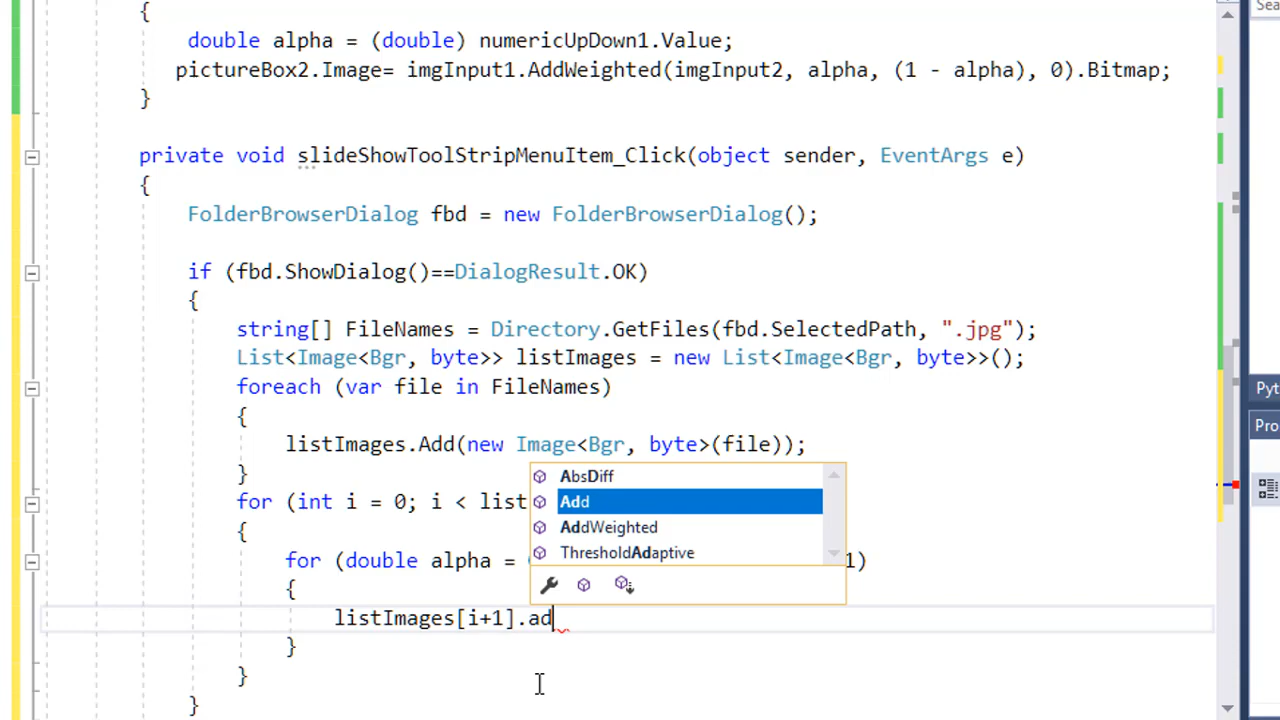 {
double alpha = (double) numericUpDown1.Value;
pictureBox2.Image= imgInput1.AddWeighted(imgInput2, alpha, (1 - alpha), 0).Bitmap;
}
private void slideShowToolStripMenuItem_Click(object sender, EventArgs e)
{
FolderBrowserDialog fbd = new FolderBrowserDialog();
if (fbd.ShowDialog()==DialogResult.OK)
{
string[] FileNames = Directory.GetFiles(fbd.SelectedPath, ".jpg");
List<Image<Bgr, byte>> listImages = new List<Image<Bgr, byte>>();
foreach (var file in FileNames)
{
listImages.Add(new Image<Bgr, byte>(file));
}
for (int i = 0; i < list
{
for (double alpha = 1)
{
listImages[i+1].ad
}
}
}
AbsDiff
Add
AddWeighted
ThresholdAdaptive
Sea
Pyt
Pro